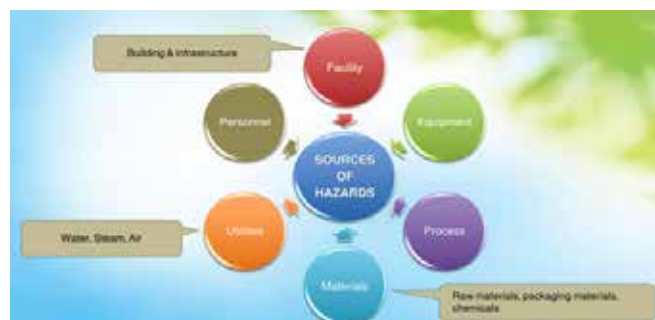 Building & infrastructure
Facility
Personnel
Equipment
SOURCES
OF
HAZARDS
Utilities
Process
Water, Steam, Air
Materials
Raw materials, packaging materials,
chemicals